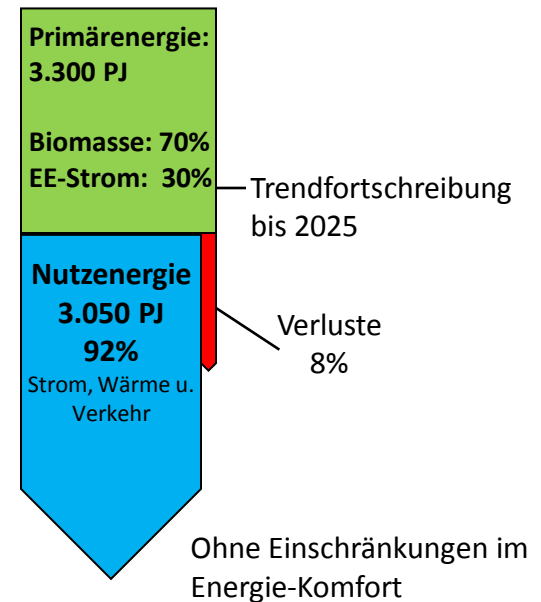 Primärenergie:
3.300 PJ
Biomasse: 70%
EE-Strom: 30%
Trendfortschreibung
bis 2025
Nutzenergie
3.050 PJ
92%
Strom, Wärme u.
Verkehr
Verluste
8%
Ohne Einschränkungen im
Energie-Komfort